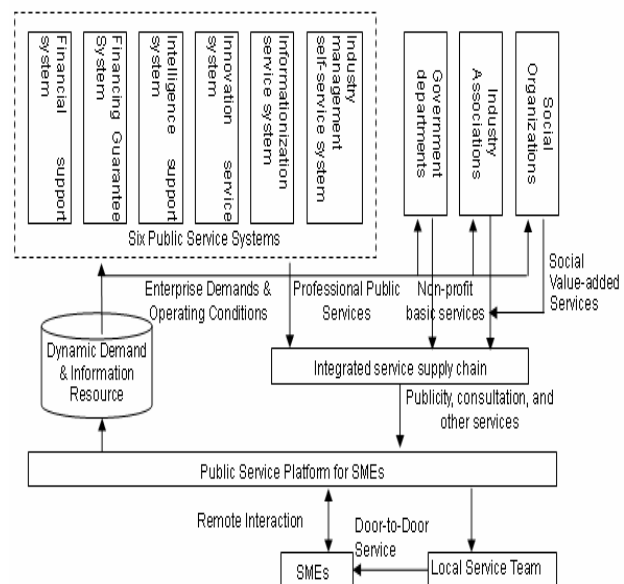 Financial support
system
Financing Guarantee
System
Intelligence support
system
Innovation service
system
Informationization
service system
Industry
management
self-service system
Government
departments
Industry
Associations
Social
Organizations
Six Public Service Systems
Enterprise Demands &
Operating Conditions
Professional Public
Services
Non-profit
basic services
Social
Value-added
Services
Dynamic Demand
& Information
Resource
Integrated service supply chain
Publicity, consultation, and
other services
Public Service Platform for SMEs
Remote Interaction
Door-to-Door
Service
SMEs
Local Service Team